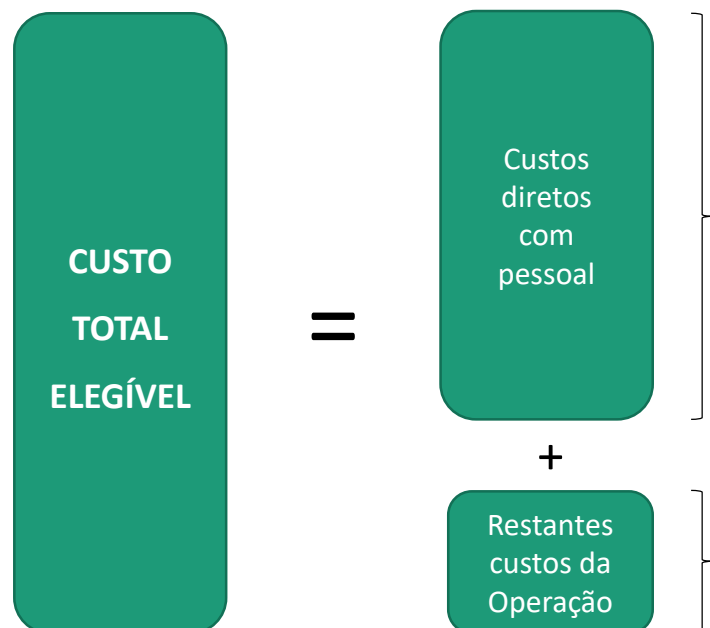 CUSTO
TOTAL
ELEGÍVEL
=
Custos
diretos
com
pessoal
+
Restantes
custos da
Operação